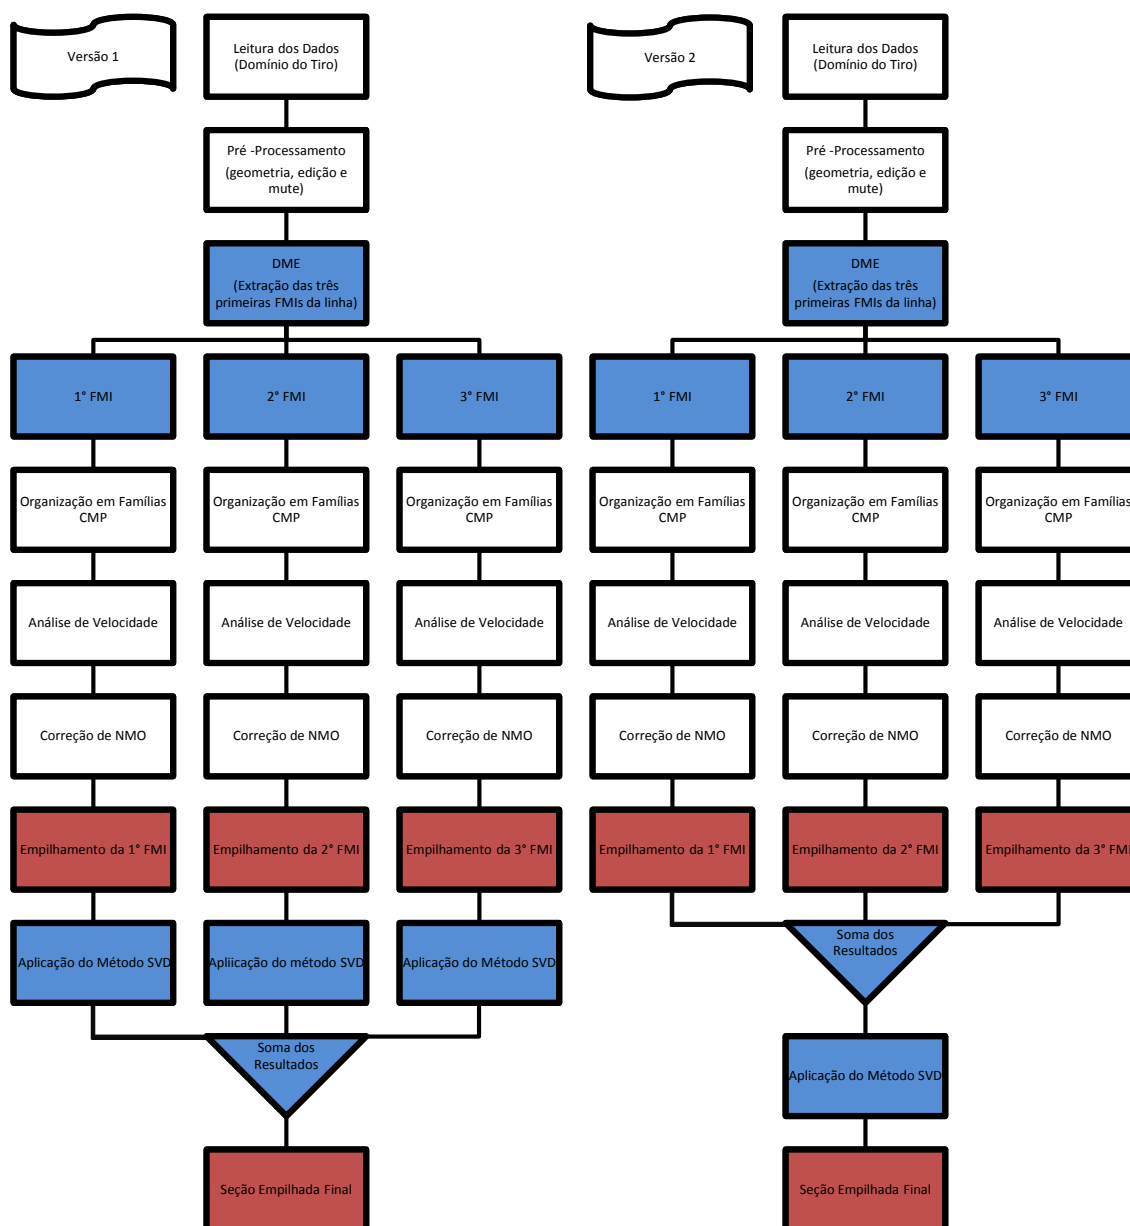 Versão 1
Leitura dos Dados
(Domínio do Tiro)
Pré -Processamento
(geometria, edição e
mute)
DME
(Extração das três
primeiras FMIs da linha)
1° FMI
2° FMI
3° FMI
Organização em Famílias
CMP
Organização em Famílias
CMP
Organização em Famílias
CMP
Análise de Velocidade
Análise de Velocidade
Análise de Velocidade
Correção de NMO
Correção de NMO
Correção de NMO
Empilhamento da 1° FMI
Empilhamento da 2° FMI
Empilhamento da 3° FMI
Aplicação do Método SVD
Apliicação do método SVD
Aplicação do Método SVD
Soma dos
Resultados
Seção Empilhada Final
Versão 2
Leitura dos Dados
(Domínio do Tiro)
Pré -Processamento
(geometria, edição e
mute)
DME
(Extração das três
primeiras FMIs da linha)
1° FMI
2° FMI
3° FMI
Organização em Famílias
CMP
Organização em Famílias
CMP
Organização em Famílias
CMP
Análise de Velocidade
Análise de Velocidade
Análise de Velocidade
Correção de NMO
Correção de NMO
Correção de NMO
Empilhamento da 1° FMI
Empilhamento da 2° FMI
Empilhamento da 3° FMI
Soma dos
Resultados
Aplicação do Método SVD
Seção Empilhada Final